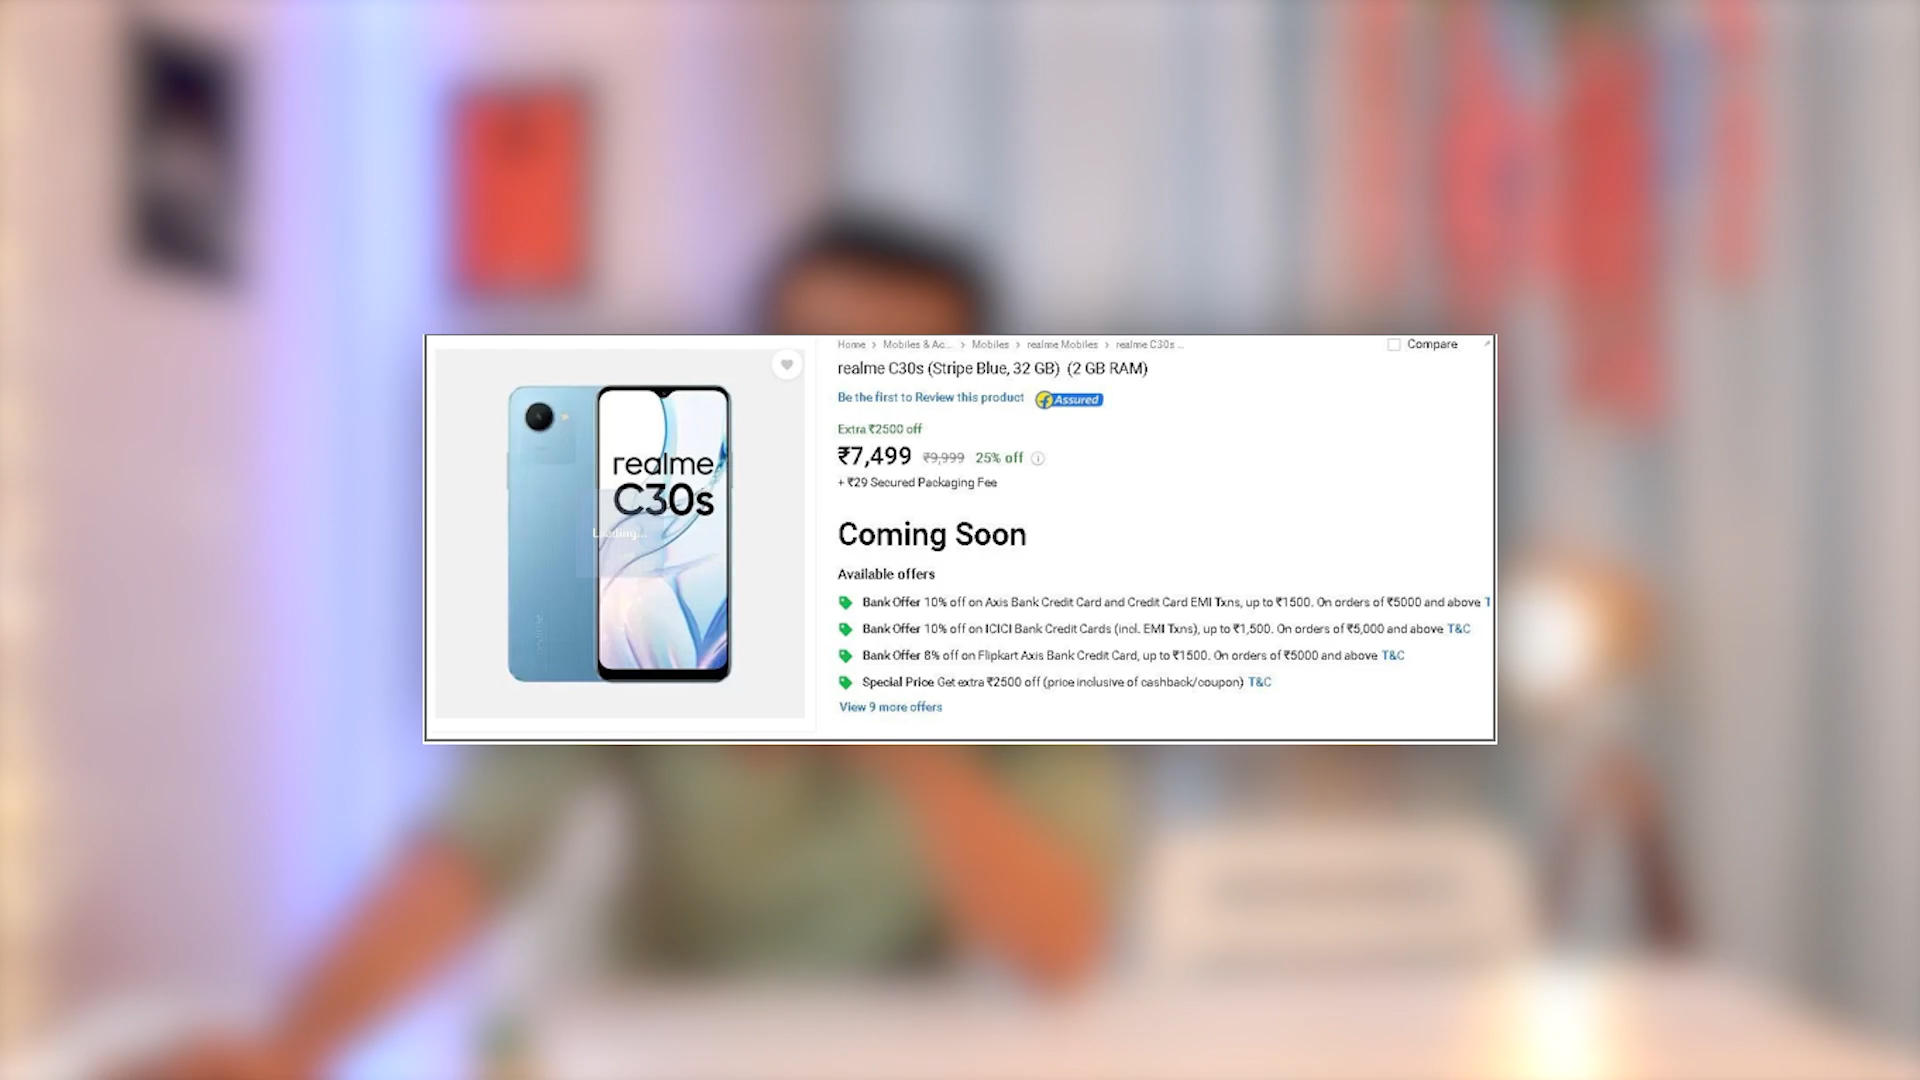 Home > Mobiles & Ac... > Mobiles > realme Mobiles > realme C30s ...
Compare
realme C30s (Stripe Blue, 32 GB) (2 GB RAM)
Be the first to Review this product
Assured
Extra ₹2500 off
₹7,499 ₹9,999 25% off
+ ₹29 Secured Packaging Fee
Coming Soon
Available offers
Bank Offer 10% off on Axis Bank Credit Card and Credit Card EMI Txns, up to ₹1500. On orders of ₹5000 and above T
Bank Offer 10% off on ICICI Bank Credit Cards (incl. EMI Txns), up to ₹1,500. On orders of ₹5,000 and above T&C
Bank Offer 8% off on Flipkart Axis Bank Credit Card, up to ₹1500. On orders of ₹5000 and above T&C
Special Price Get extra ₹2500 off (price inclusive of cashback/coupon) T&C
View 9 more offers
realme
C30s
Loading...
realme